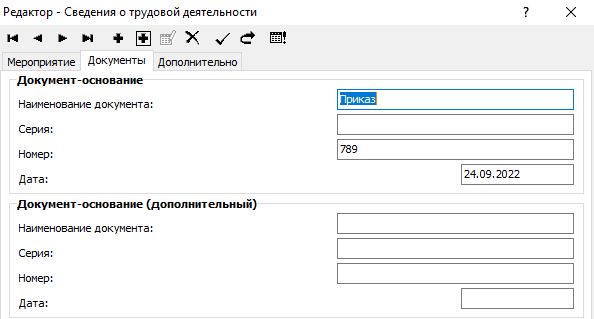 Редактор - Сведения о трудовой деятельности
?
Мероприятие Документы Дополнительно
Документ-основание
Наименование документа: Приказ
Серия:
Номер: 789
Дата: 24.09.2022
Документ-основание (дополнительный)
Наименование документа:
Серия:
Номер:
Дата: